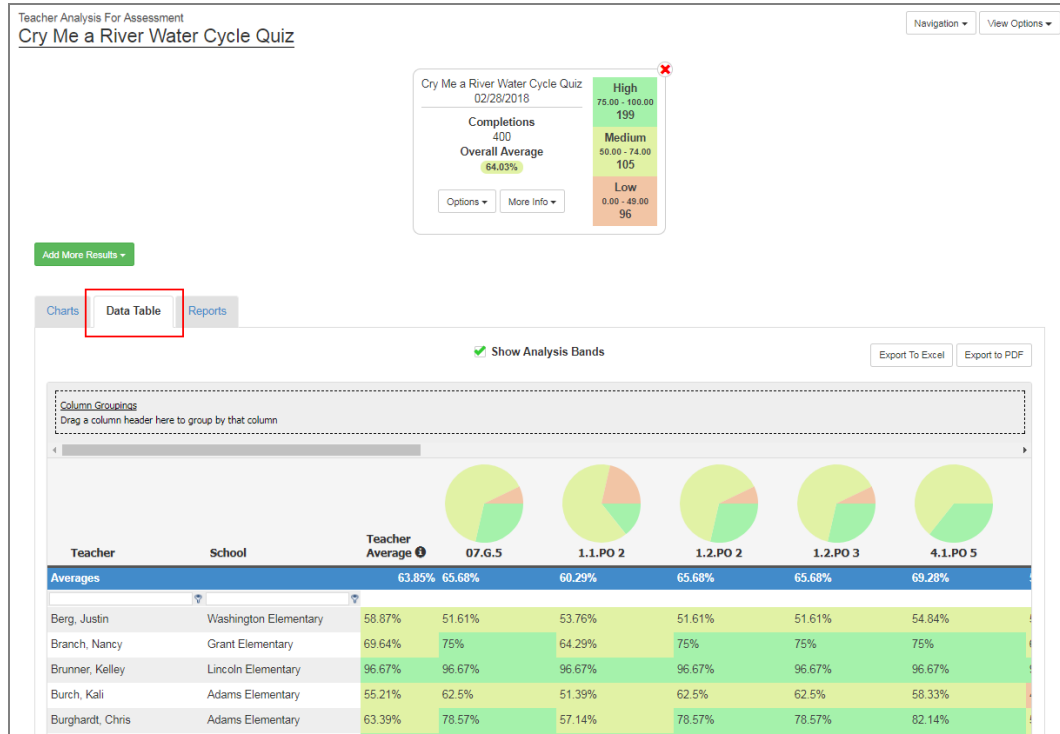 Teacher Analysis For Assessment
Cry Me a River Water Cycle Quiz
Navigation
View Options
Cry Me a River Water Cycle Quiz
02/28/2018
Completions
400
Overall Average
64.03%
Options
More Info
High
75.00 - 100.00
199
Medium
50.00 - 74.00
105
Low
0.00 - 49.00
96
Add More Results
Charts Data Table Reports
Show Analysis Bands
Export To Excel Export to PDF
Column Groupings
Drag a column header here to group by that column
Teacher School Teacher Average 07.G.5 1.1.PO 2 1.2.PO 2 1.2.PO 3 4.1.PO 5
Averages 63.85% 65.68% 60.29% 65.68% 65.68% 69.28%
Berg, Justin Washington Elementary 58.87% 51.61% 53.76% 51.61% 51.61% 54.84%
Branch, Nancy Grant Elementary 69.64% 75% 64.29% 75% 75% 75%
Brunner, Kelley Lincoln Elementary 96.67% 96.67% 96.67% 96.67% 96.67% 96.67%
Burch, Kali Adams Elementary 55.21% 62.5% 51.39% 62.5% 62.5% 58.33%
Burghardt, Chris Adams Elementary 63.39% 78.57% 57.14% 78.57% 78.57% 82.14%